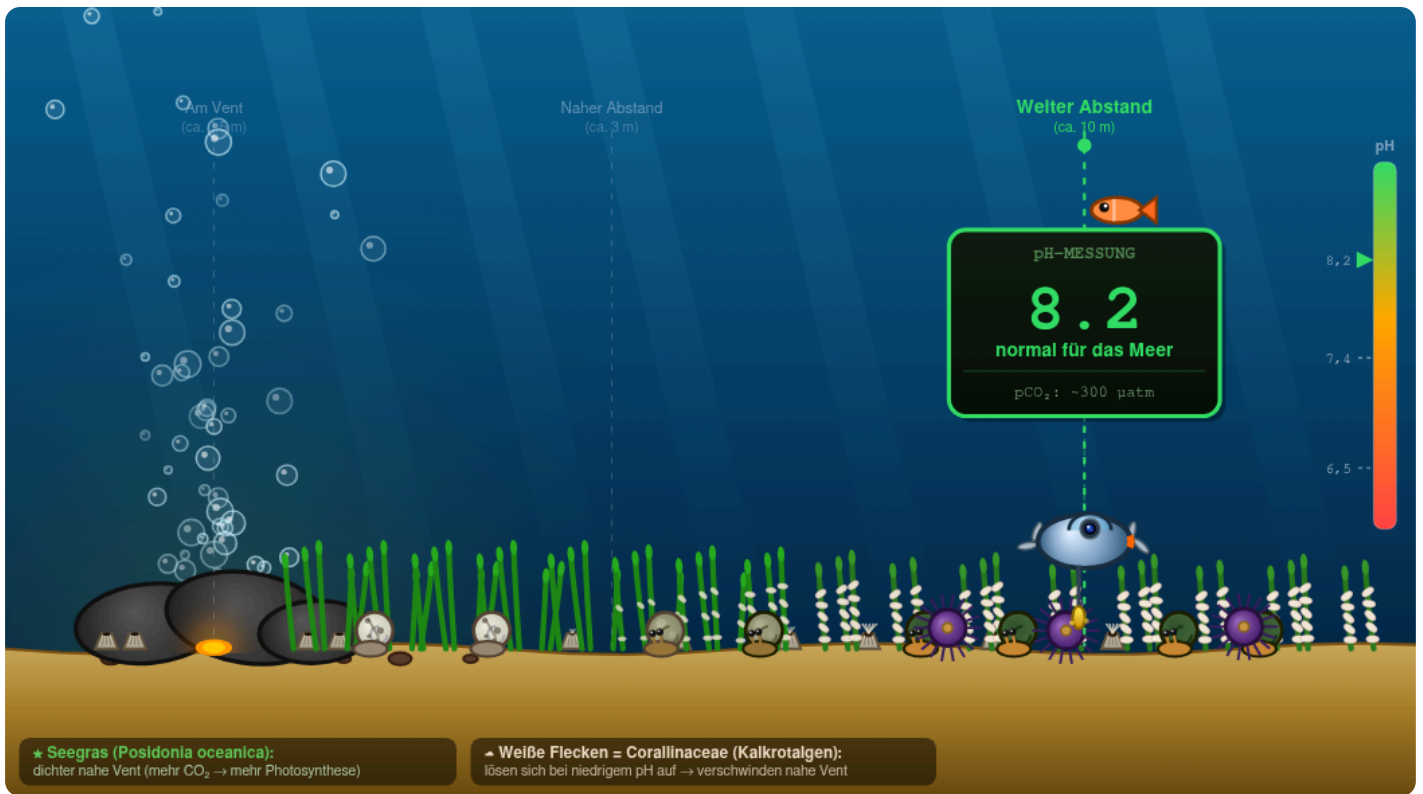 Am Vent
(ca. m)
Naher Abstand
(ca. 3 m)
Weiter Abstand
(ca. 10 m)
pH
pH-MESSUNG
8.2
normal für das Meer
pCO₂: ~300 µatm
8,2
7,4
6,5
★ Seegras (Posidonia oceanica):
dichter nahe Vent (mehr CO₂ → mehr Photosynthese)
Weiße Flecken = Corallinaceae (Kalkrotalgen):
lösen sich bei niedrigem pH auf → verschwinden nahe Vent